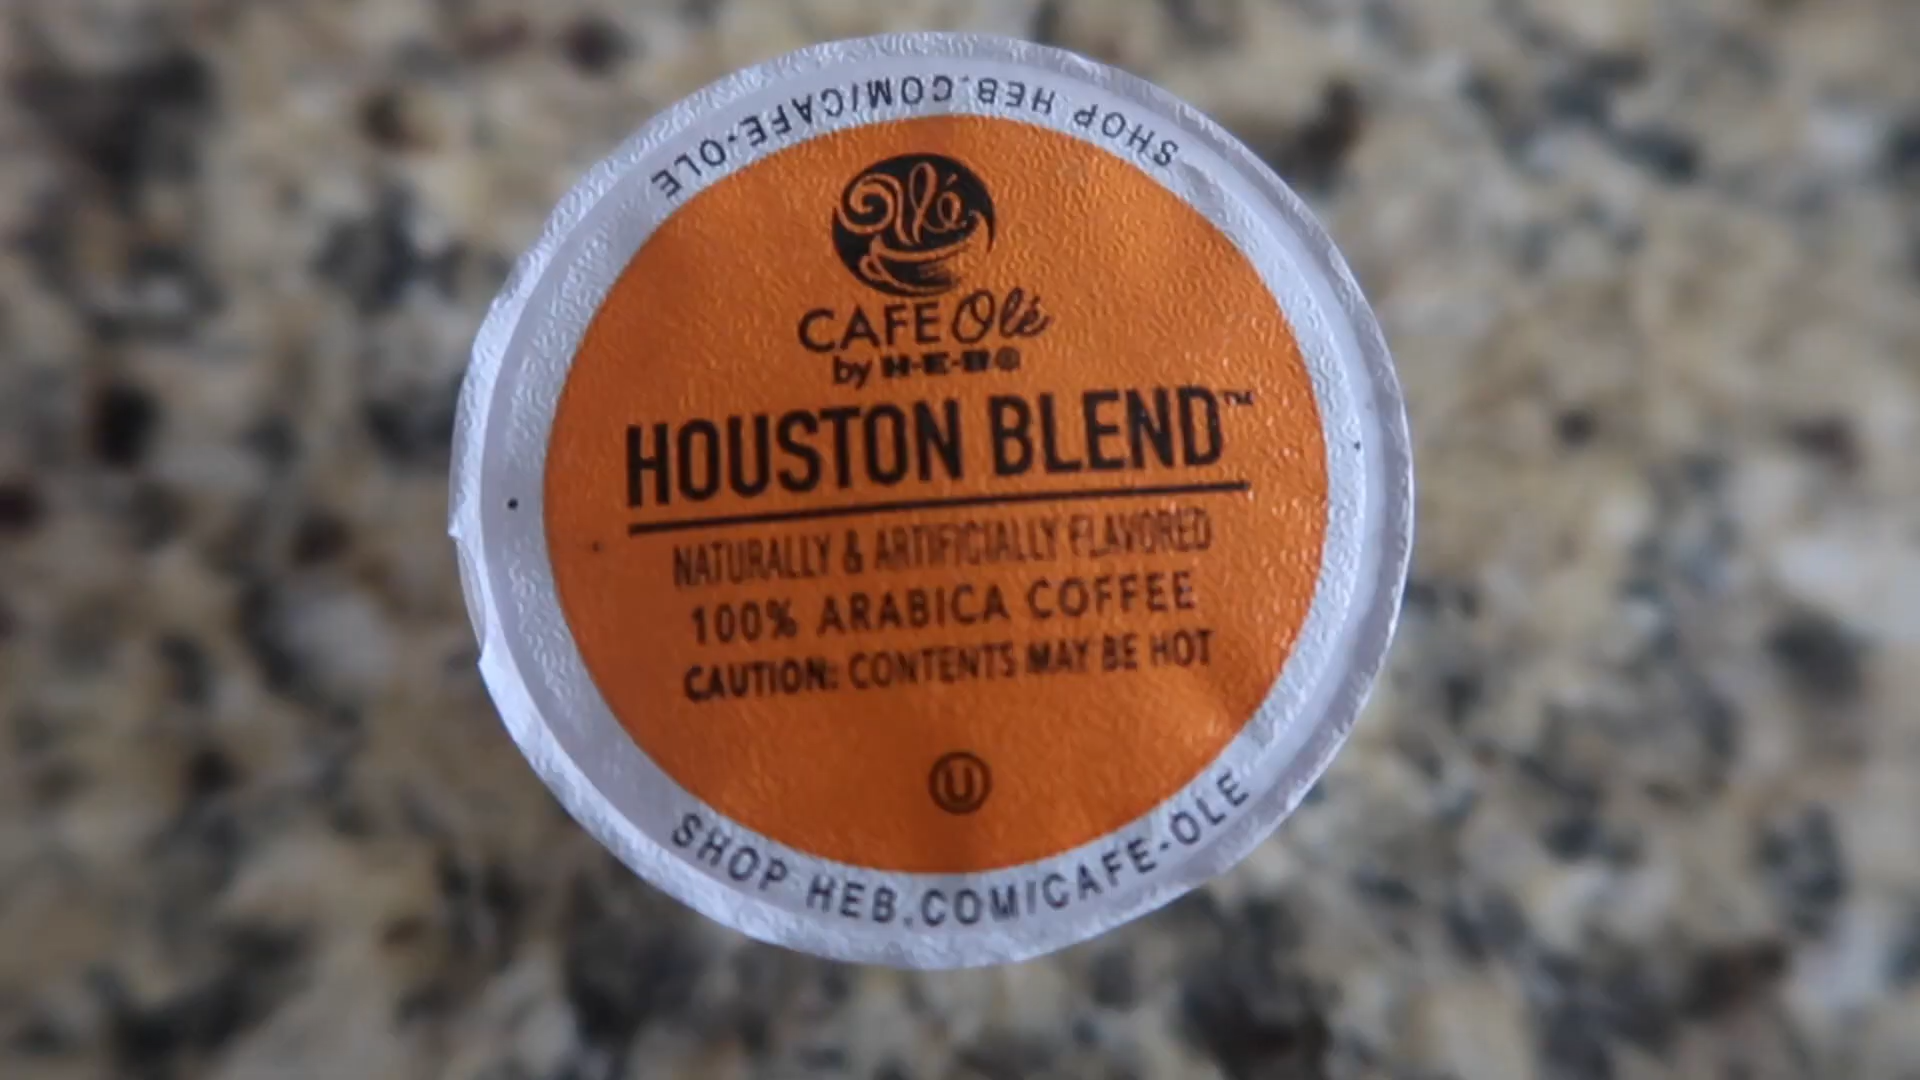 SHOP HEB.COM/CAFE-OLE
Olé
CAFE Olé
by H-E-B®
HOUSTON BLEND™
NATURALLY & ARTIFICIALLY FLAVORED
100% ARABICA COFFEE
CAUTION: CONTENTS MAY BE HOT
U
SHOP HEB.COM/CAFE-OLE